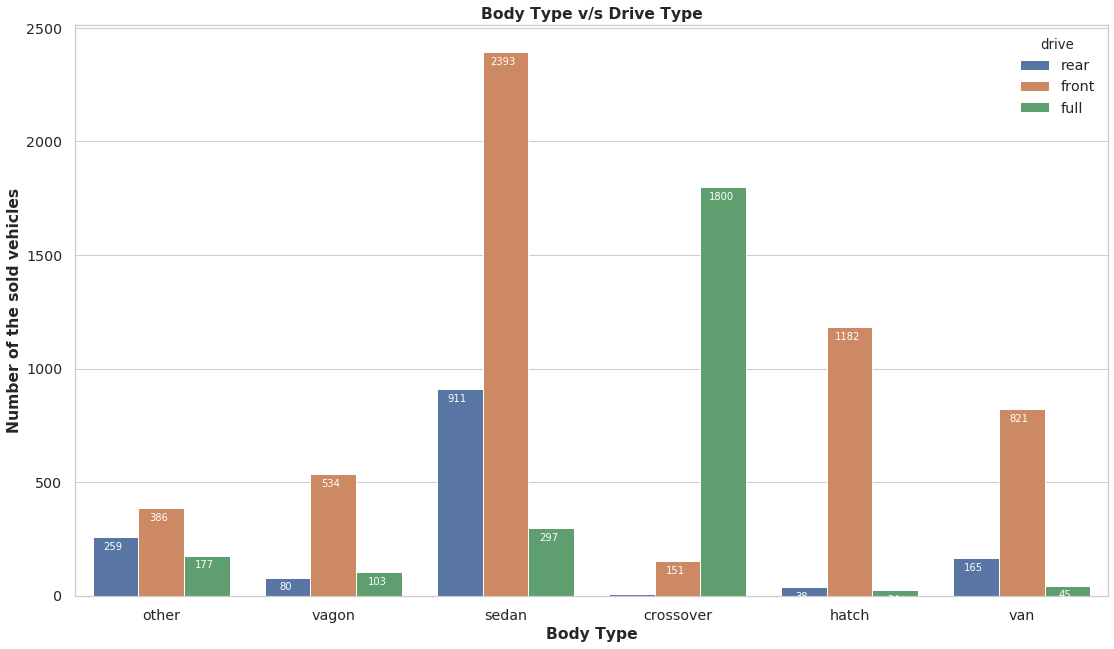 Body Type v/s Drive Type
Number of the sold vehicles
2500
2000
1500
1000
500
0
drive
rear
front
full
259
386
177
80
534
103
911
2393
297
151
1800
38
1182
165
821
45
other
vagon
sedan
crossover
hatch
van
Body Type